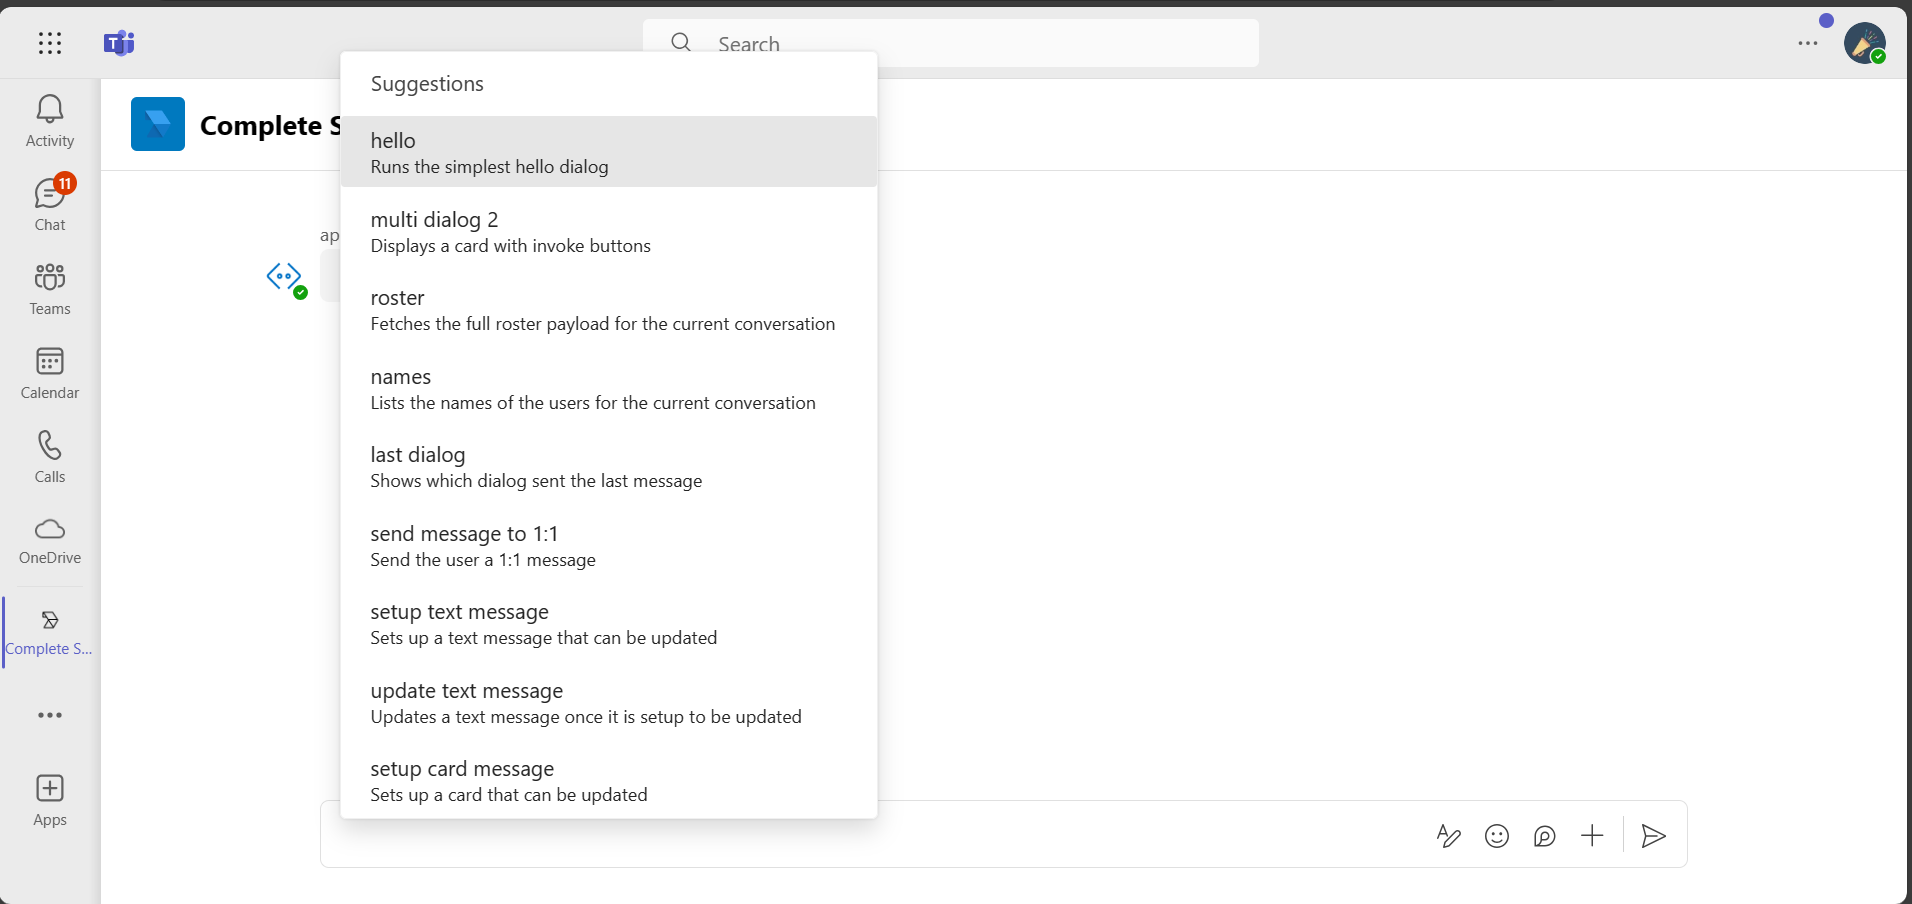 Search
Activity
11
Chat
Teams
Calendar
Calls
OneDrive
Complete S...
Apps
Complete S
ap
Suggestions
hello
Runs the simplest hello dialog
multi dialog 2
Displays a card with invoke buttons
roster
Fetches the full roster payload for the current conversation
names
Lists the names of the users for the current conversation
last dialog
Shows which dialog sent the last message
send message to 1:1
Send the user a 1:1 message
setup text message
Sets up a text message that can be updated
update text message
Updates a text message once it is setup to be updated
setup card message
Sets up a card that can be updated